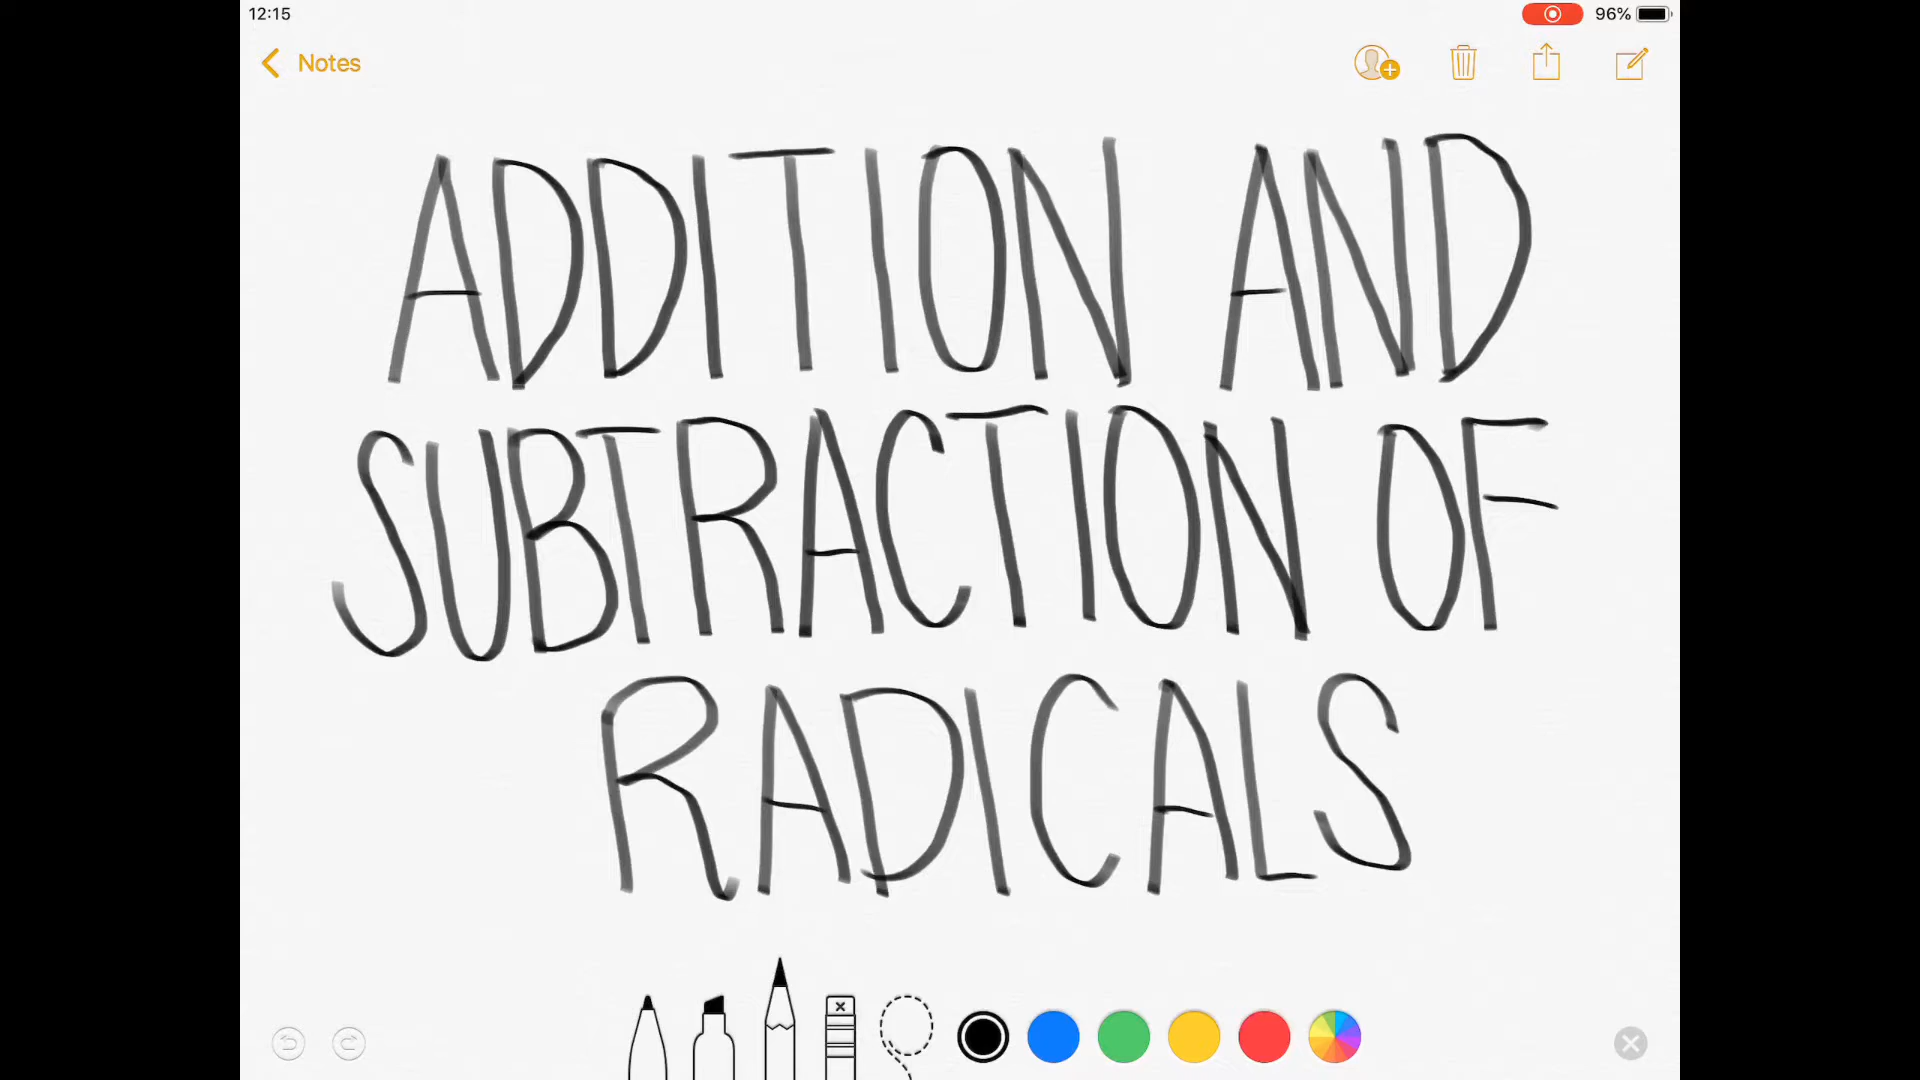 12:15
96%
Notes
ADDITION AND
SUBTRACTION OF
RADICALS